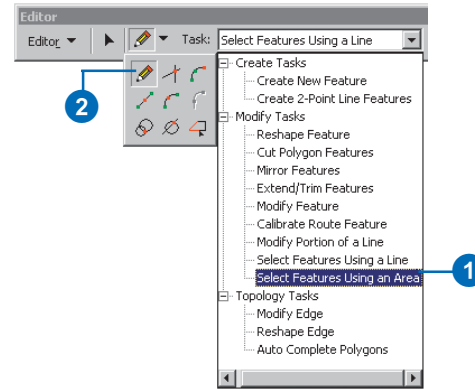 Editor
Editor Task: Select Features Using a Line
Create Tasks
Create New Feature
Create 2-Point Line Features
Modify Tasks
Reshape Feature
Cut Polygon Features
Mirror Features
Extend/Trim Features
Modify Feature
Calibrate Route Feature
Modify Portion of a Line
Select Features Using a Line
Select Features Using an Area
Topology Tasks
Modify Edge
Reshape Edge
Auto Complete Polygons
2
1